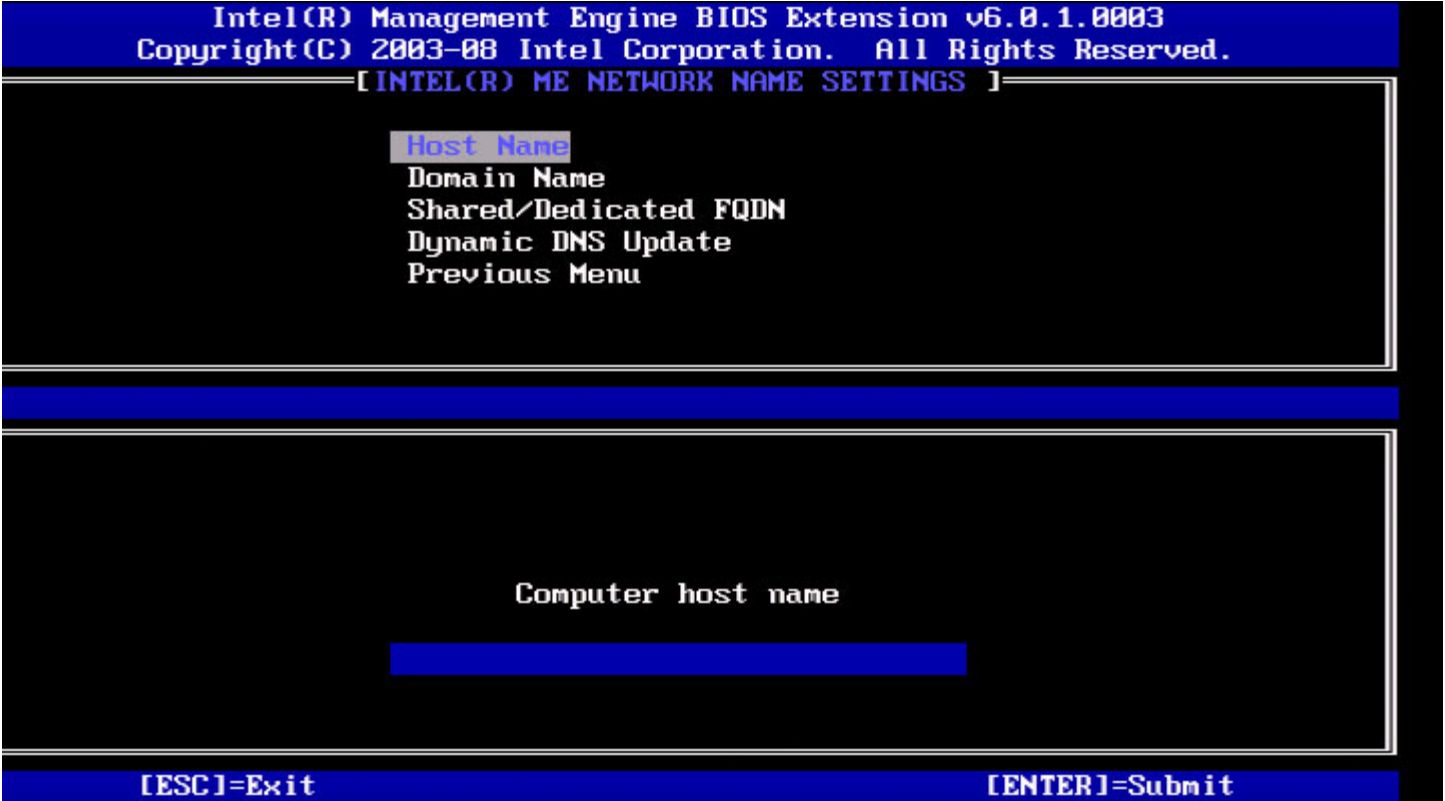 Intel(R) Management Engine BIOS Extension v6.0.1.0003
Copyright(C) 2003-08 Intel Corporation. All Rights Reserved.
[ INTEL(R) ME NETWORK NAME SETTINGS ]
Host Name
Domain Name
Shared/Dedicated FQDN
Dynamic DNS Update
Previous Menu
Computer host name
[ESC]=Exit [ENTER]=Submit